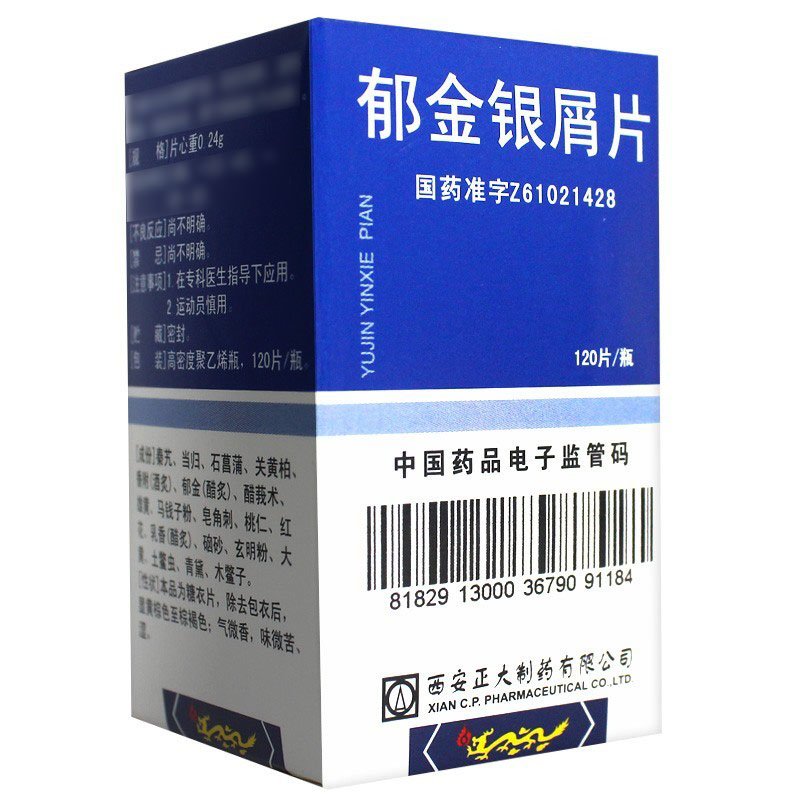 [规 格]片心重0 24g
[不良反应]尚不明确。
[禁 忌]尚不明确。
[注意事项]1 在专科医生指导下应用。
2 运动员慎用。
[贮 藏]密封。
[包 装]高密度聚乙烯瓶，120片/瓶。
[成份]秦艽、当归、石菖蒲、关黄柏、
香附(酒炙)、郁金(醋炙)、醋莪术、
雄黄、马钱子粉、皂角刺、桃仁、红
花、乳香(醋炙)、硇砂、玄明粉、大
黄、土鳖虫、青黛、木鳖子。
[性状]本品为糖衣片，除去包衣后，
显黄棕色至棕褐色；气微香，味微苦、
涩。
郁金银屑片
国药准字Z61021428
YUJIN YINXIE PIAN
120片/瓶
中国药品电子监管码
81829 13000 36790 91184
西安正大制药有限公司
XIAN C.P. PHARMACEUTICAL CO.,LTD.